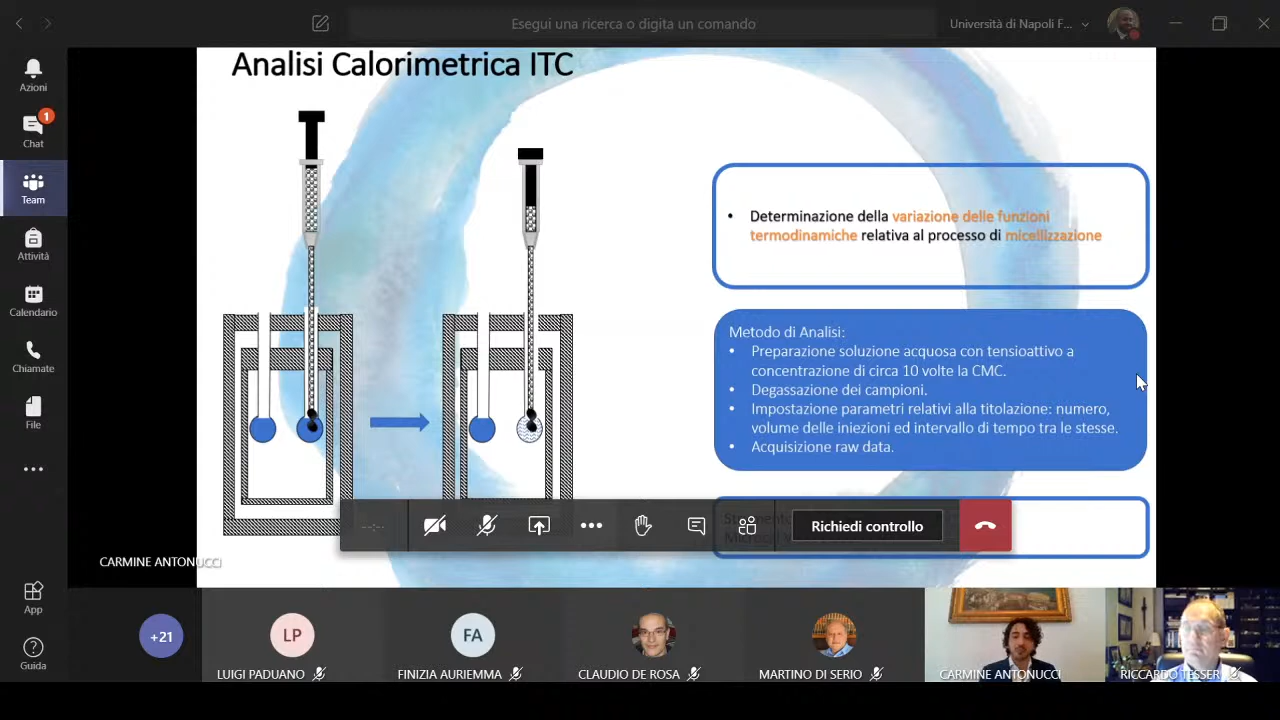 Esegui una ricerca o digita un comando
Università di Napoli F...
Azioni
1
Chat
Team
Attività
Calendario
Chiamate
File
App
Guida
Analisi Calorimetrica ITC
• Determinazione della variazione delle funzioni
termodinamiche relativa al processo di micellizzazione
Metodo di Analisi:
• Preparazione soluzione acquosa con tensioattivo a
concentrazione di circa 10 volte la CMC.
• Degassazione dei campioni.
• Impostazione parametri relativi alla titolazione: numero,
volume delle iniezioni ed intervallo di tempo tra le stesse.
• Acquisizione raw data.
--:--
Richiedi controllo
CARMINE ANTONUCCI
+21
LP
LUIGI PADUANO
FA
FINIZIA AURIEMMA
CLAUDIO DE ROSA
MARTINO DI SERIO
CARMINE ANTONUCCI
RICCARDO TESSER